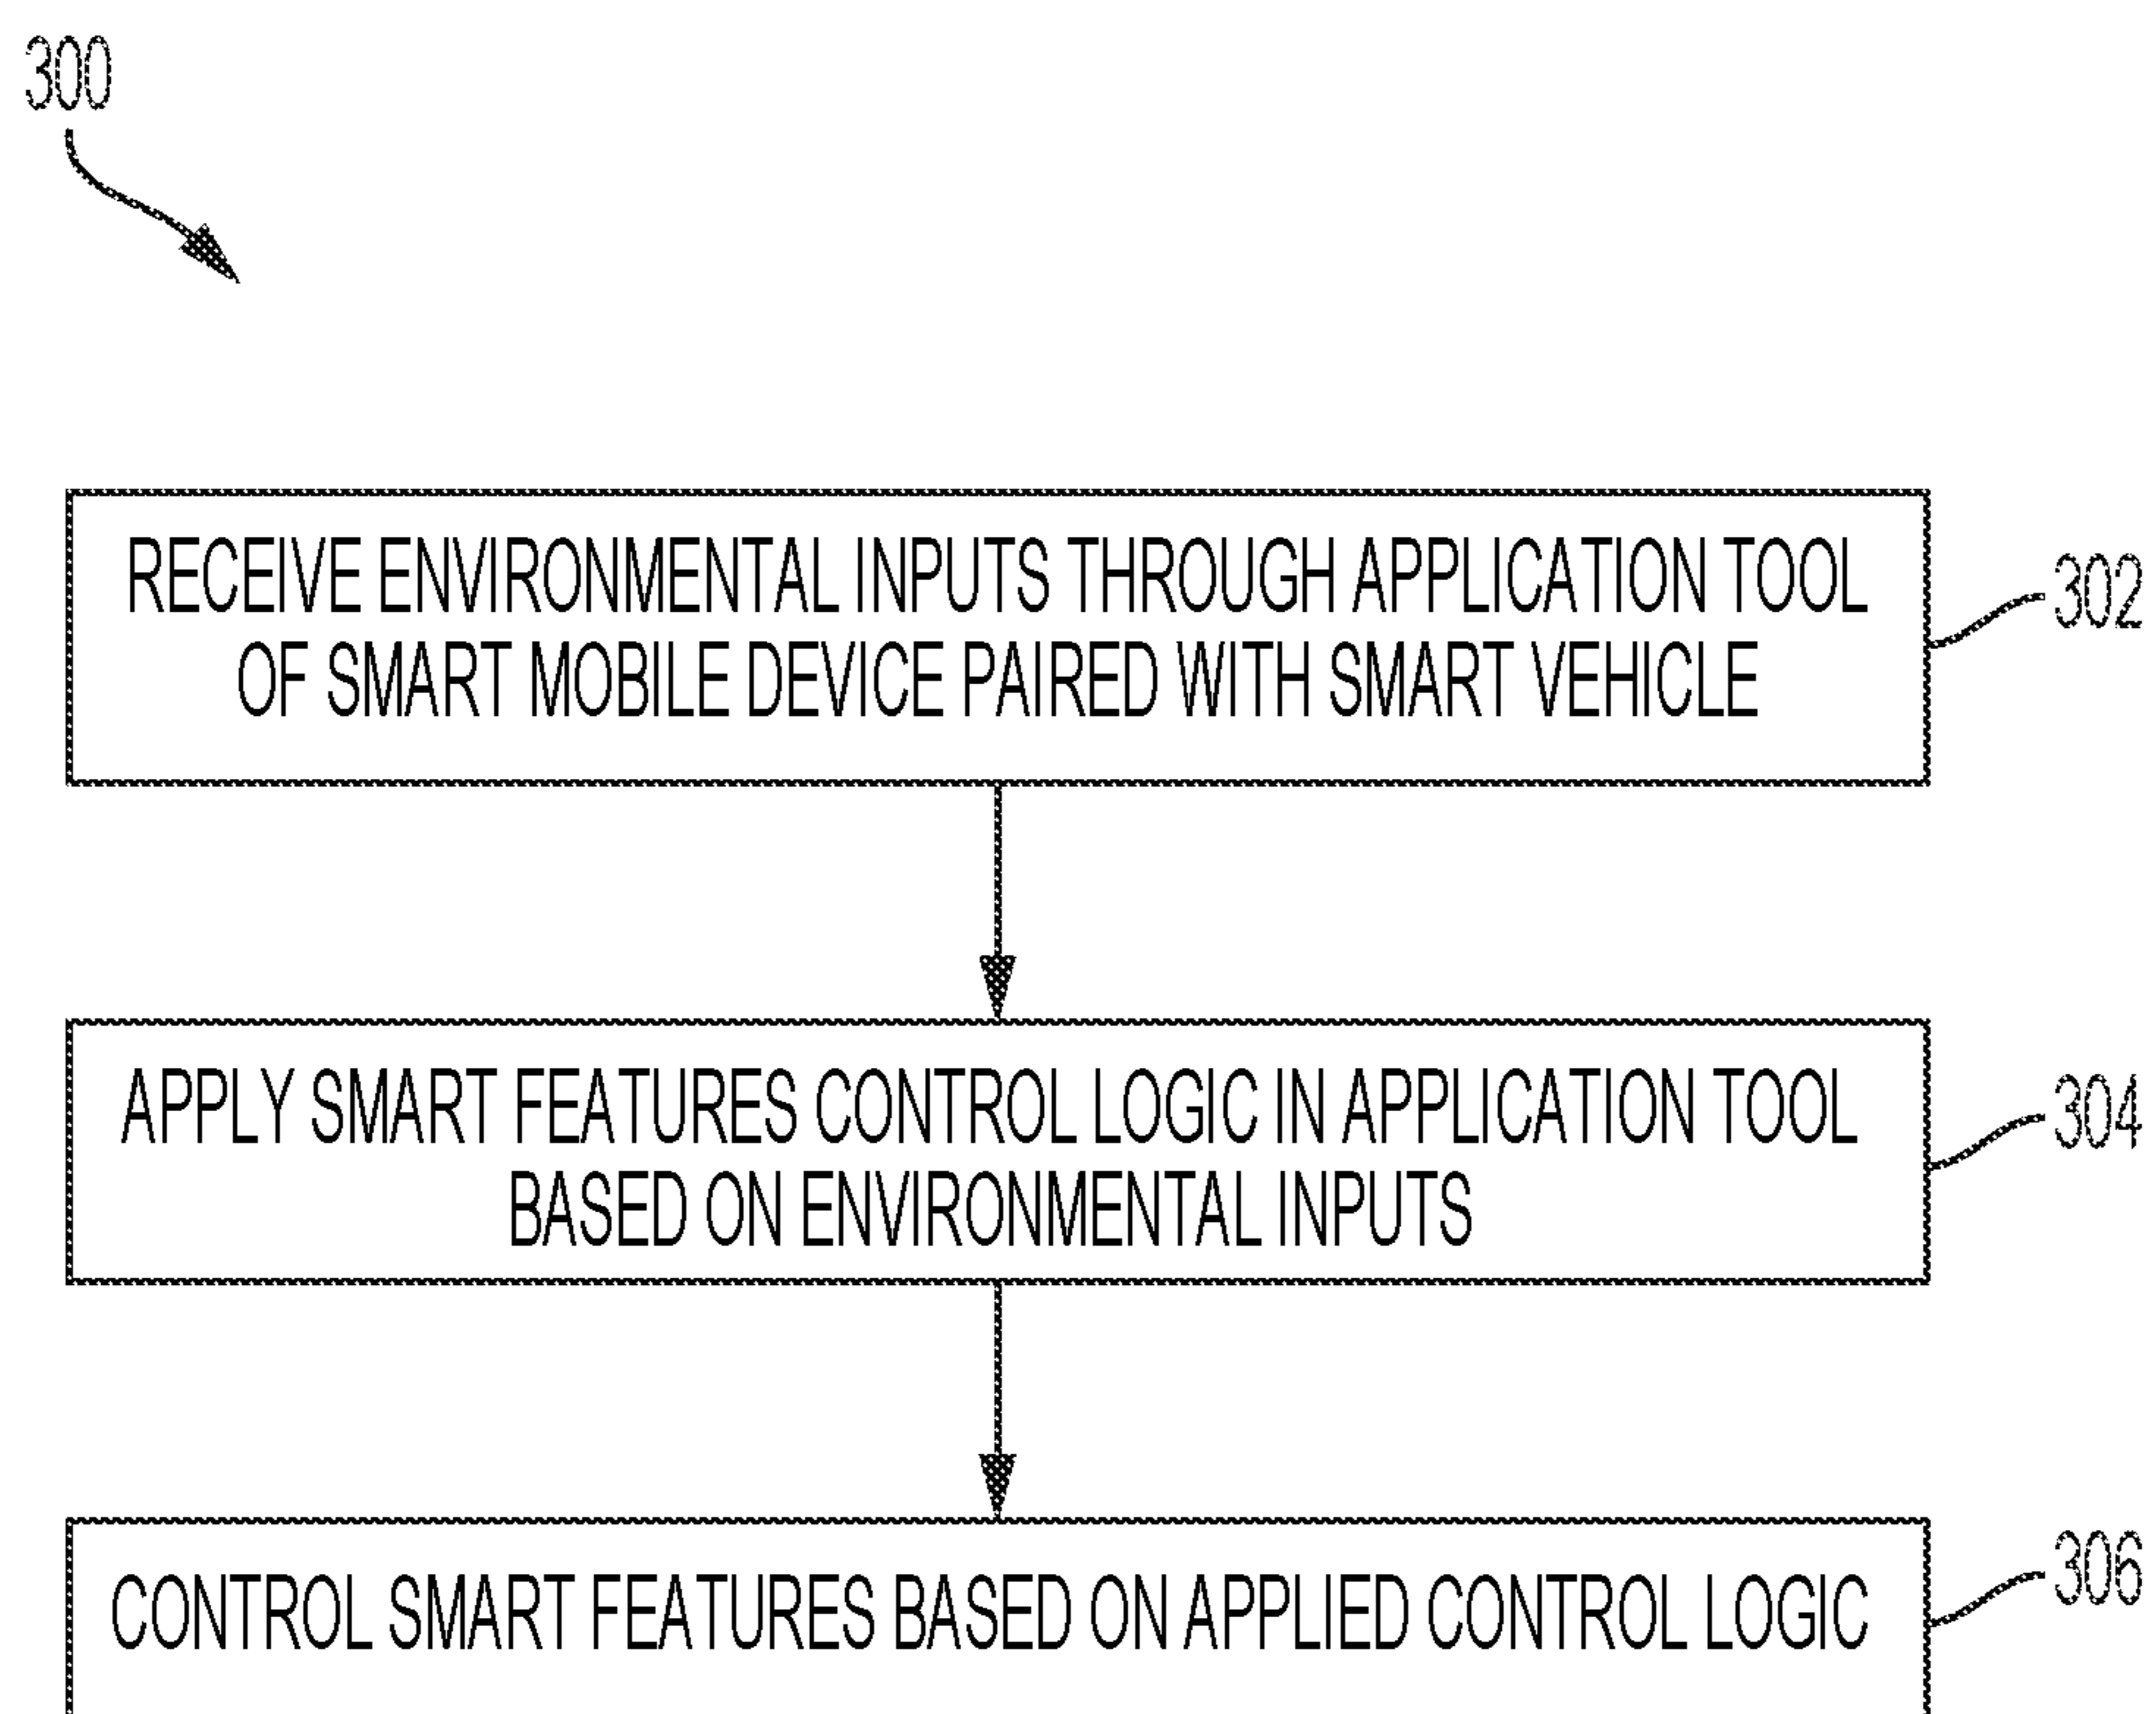 300
RECEIVE ENVIRONMENTAL INPUTS THROUGH APPLICATION TOOL
OF SMART MOBILE DEVICE PAIRED WITH SMART VEHICLE
302
APPLY SMART FEATURES CONTROL LOGIC IN APPLICATION TOOL
BASED ON ENVIRONMENTAL INPUTS
304
CONTROL SMART FEATURES BASED ON APPLIED CONTROL LOGIC
306